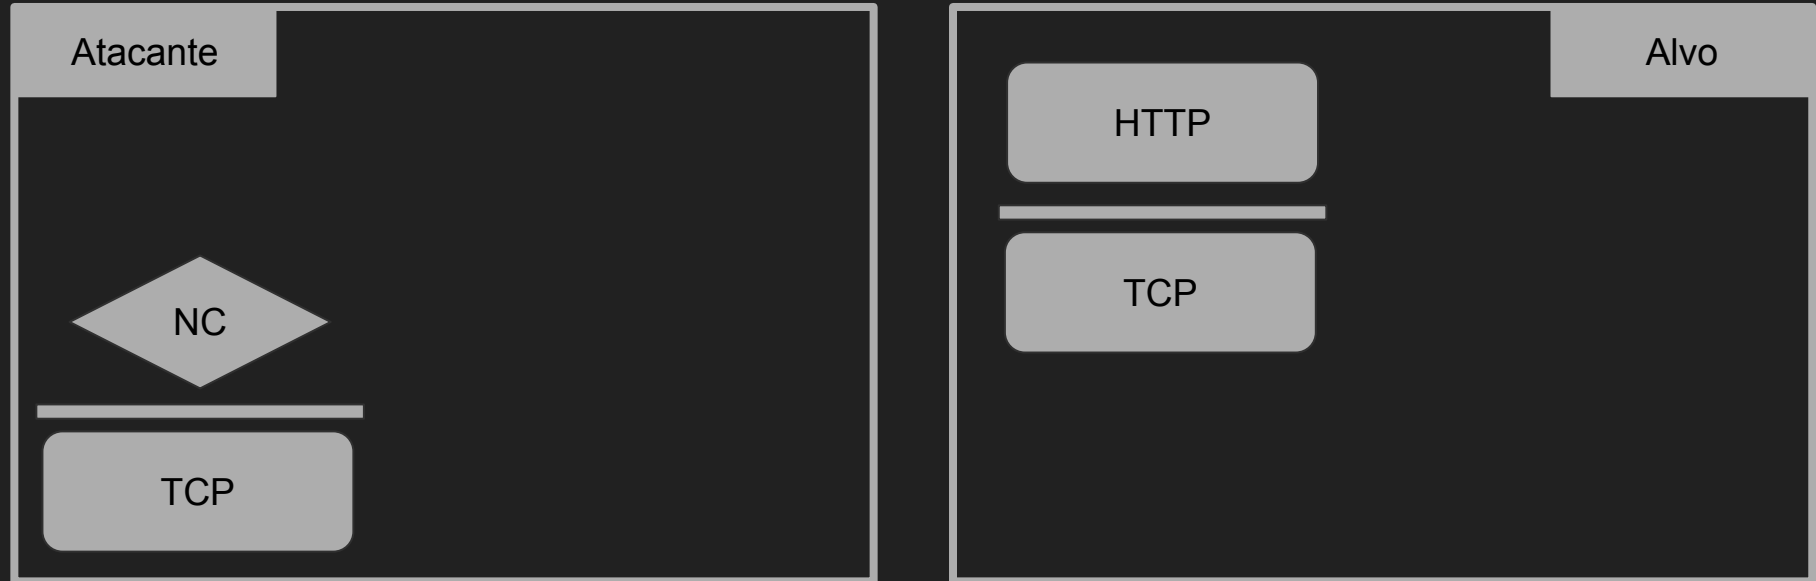 Atacante
NC
TCP
Alvo
HTTP
TCP